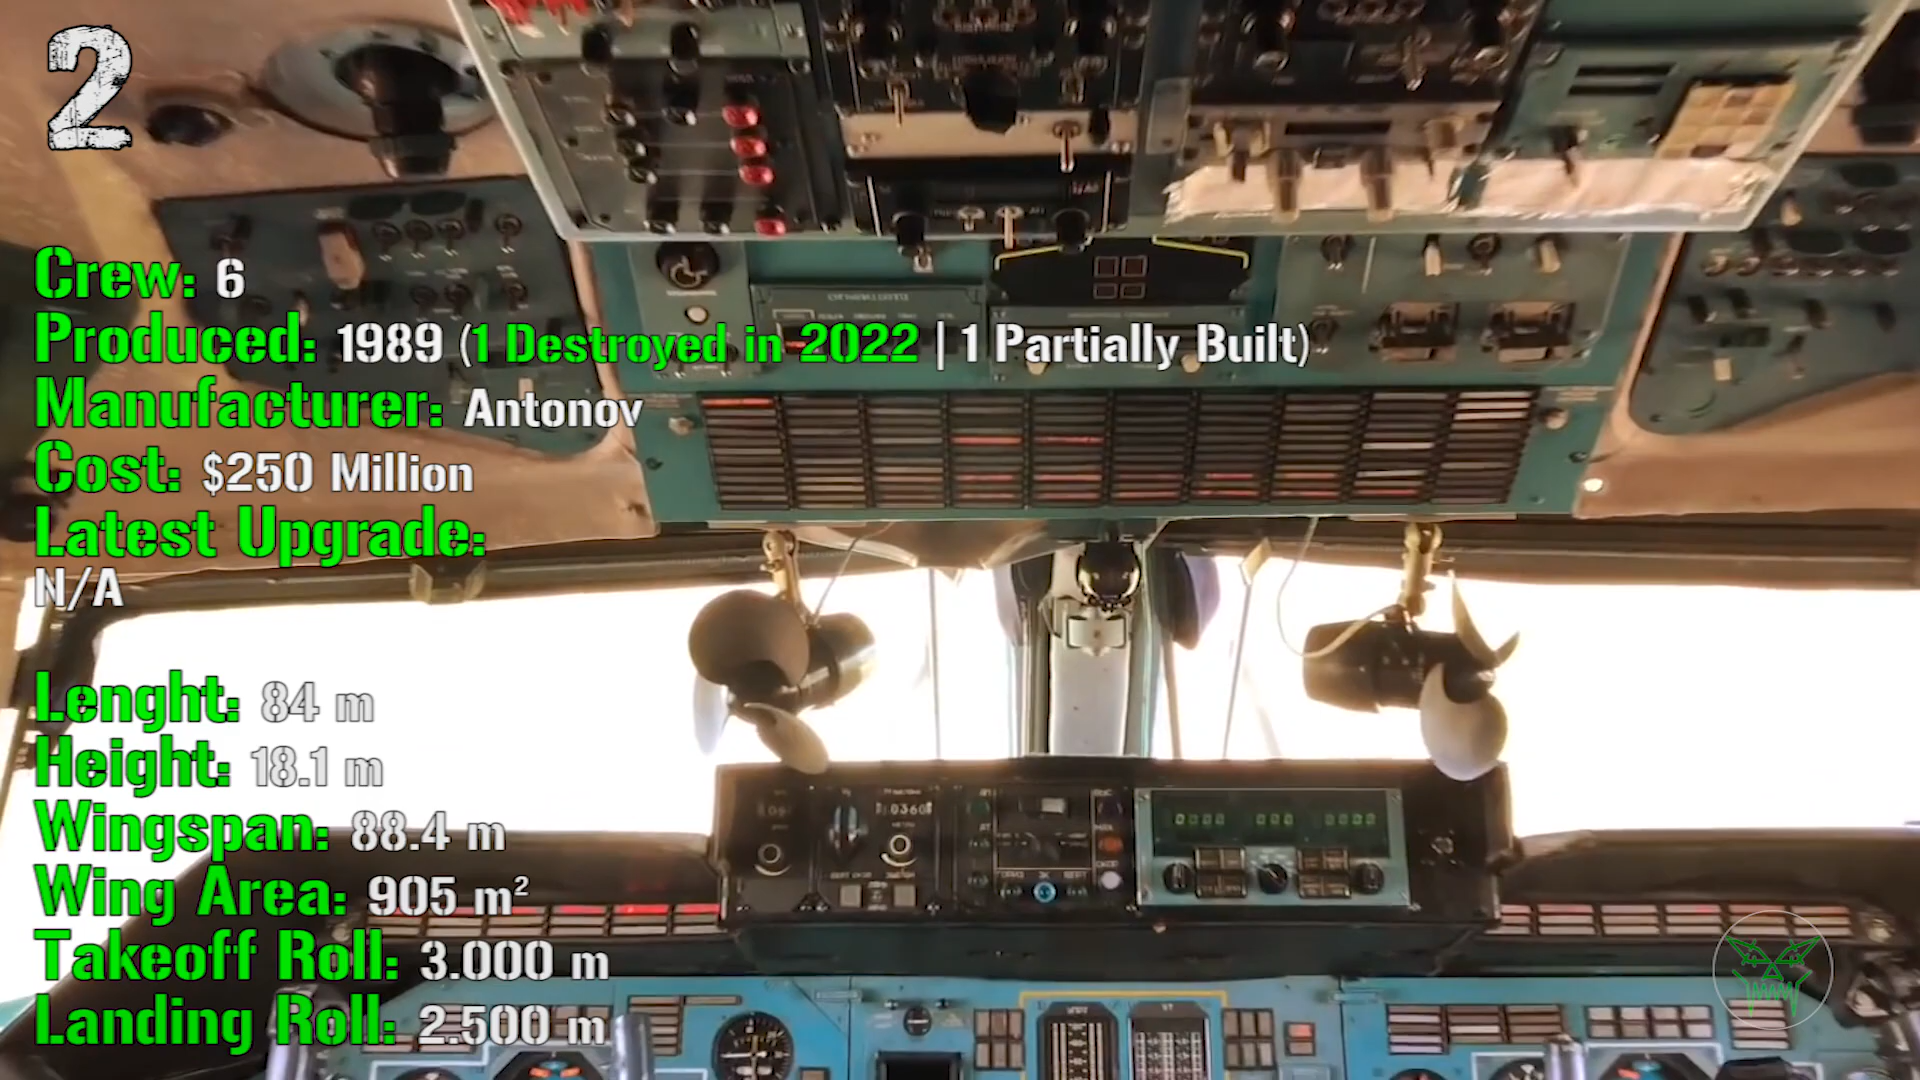 2
Crew: 6
Produced: 1989 (1 Destroyed in 2022 | 1 Partially Built)
Manufacturer: Antonov
Cost: $250 Million
Latest Upgrade:
N/A
Lenght: 84 m
Height: 18.1 m
Wingspan: 88.4 m
Wing Area: 905 m²
Takeoff Roll: 3.000 m
Landing Roll: 2.500 m